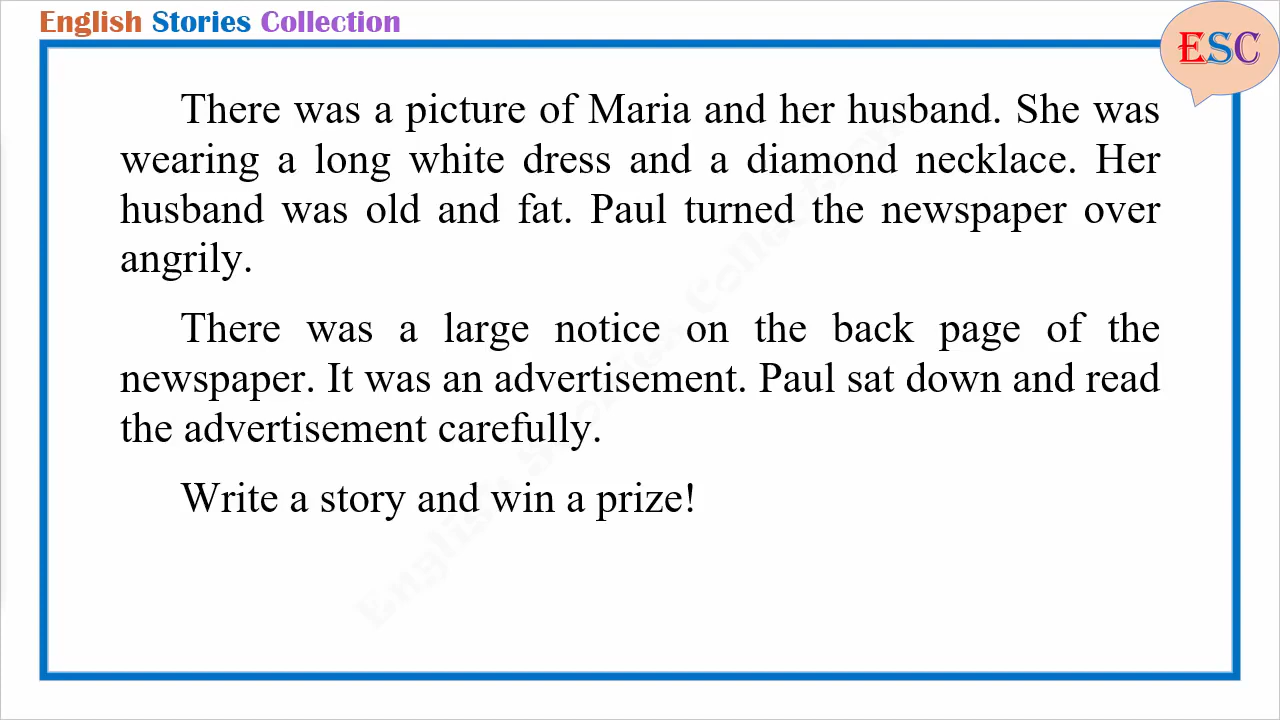 English Stories Collection
ESC
There was a picture of Maria and her husband. She was
wearing a long white dress and a diamond necklace. Her
husband was old and fat. Paul turned the newspaper over
angrily.
There was a large notice on the back page of the
newspaper. It was an advertisement. Paul sat down and read
the advertisement carefully.
Write a story and win a prize!
English Stories Collection